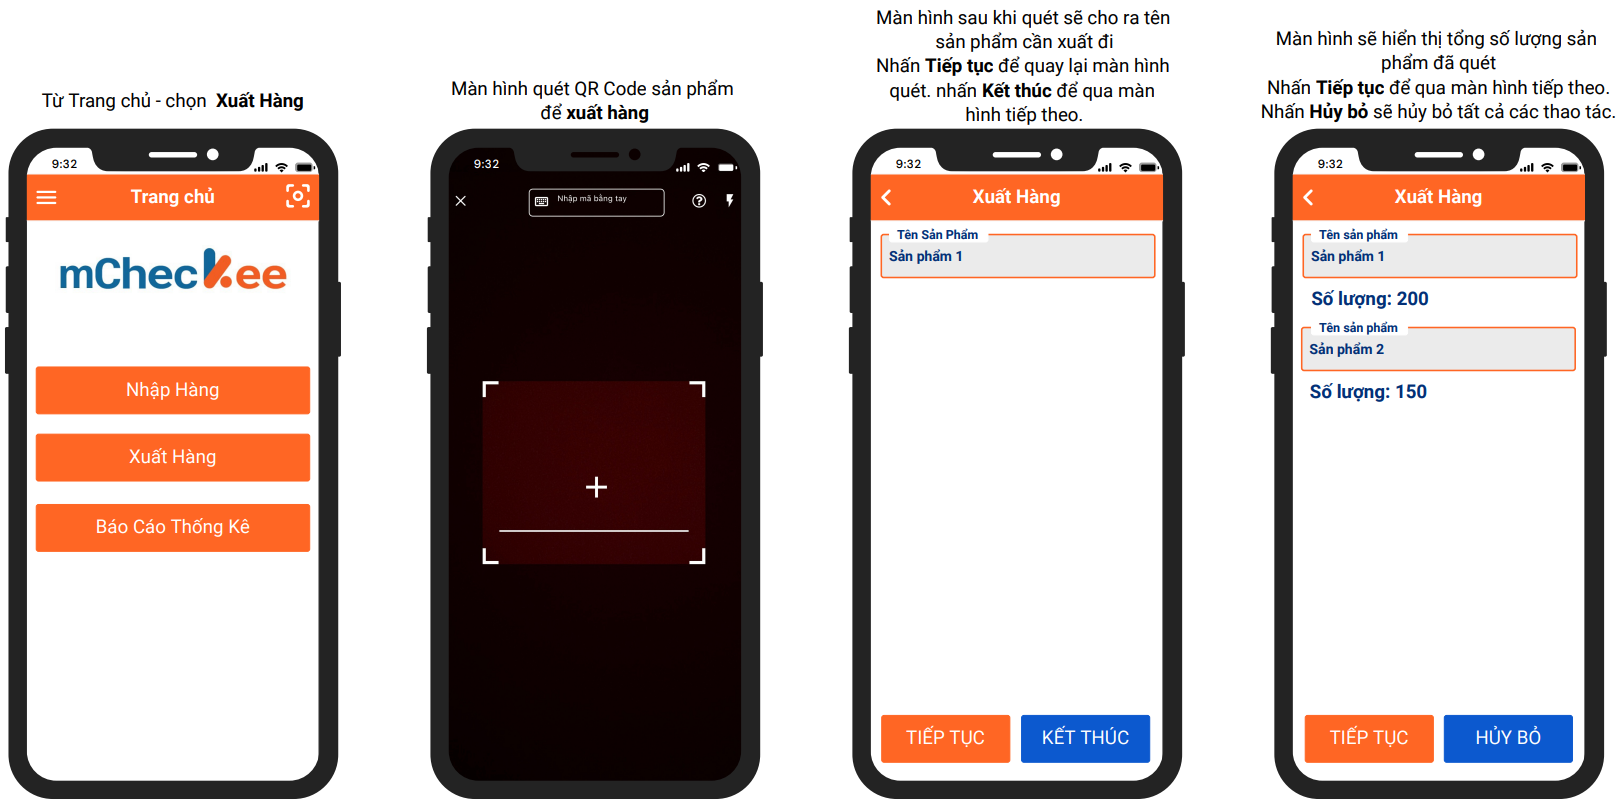 Từ Trang chủ - chọn Xuất Hàng
9:32
Trang chủ
mCheckee
Nhập Hàng
Xuất Hàng
Báo Cáo Thống Kê
Màn hình quét QR Code sản phẩm
để xuất hàng
9:32
Nhập mã bằng tay
Màn hình sau khi quét sẽ cho ra tên
sản phẩm cần xuất đi
Nhấn Tiếp tục để quay lại màn hình
quét. nhấn Kết thúc để qua màn
hình tiếp theo.
9:32
Xuất Hàng
Tên Sản Phẩm
Sản phẩm 1
TIẾP TỤC
KẾT THÚC
Màn hình sẽ hiển thị tổng số lượng sản
phẩm đã quét
Nhấn Tiếp tục để qua màn hình tiếp theo.
Nhấn Hủy bỏ sẽ hủy bỏ tất cả các thao tác.
9:32
Xuất Hàng
Tên sản phẩm
Sản phẩm 1
Số lượng: 200
Tên sản phẩm
Sản phẩm 2
Số lượng: 150
TIẾP TỤC
HỦY BỎ